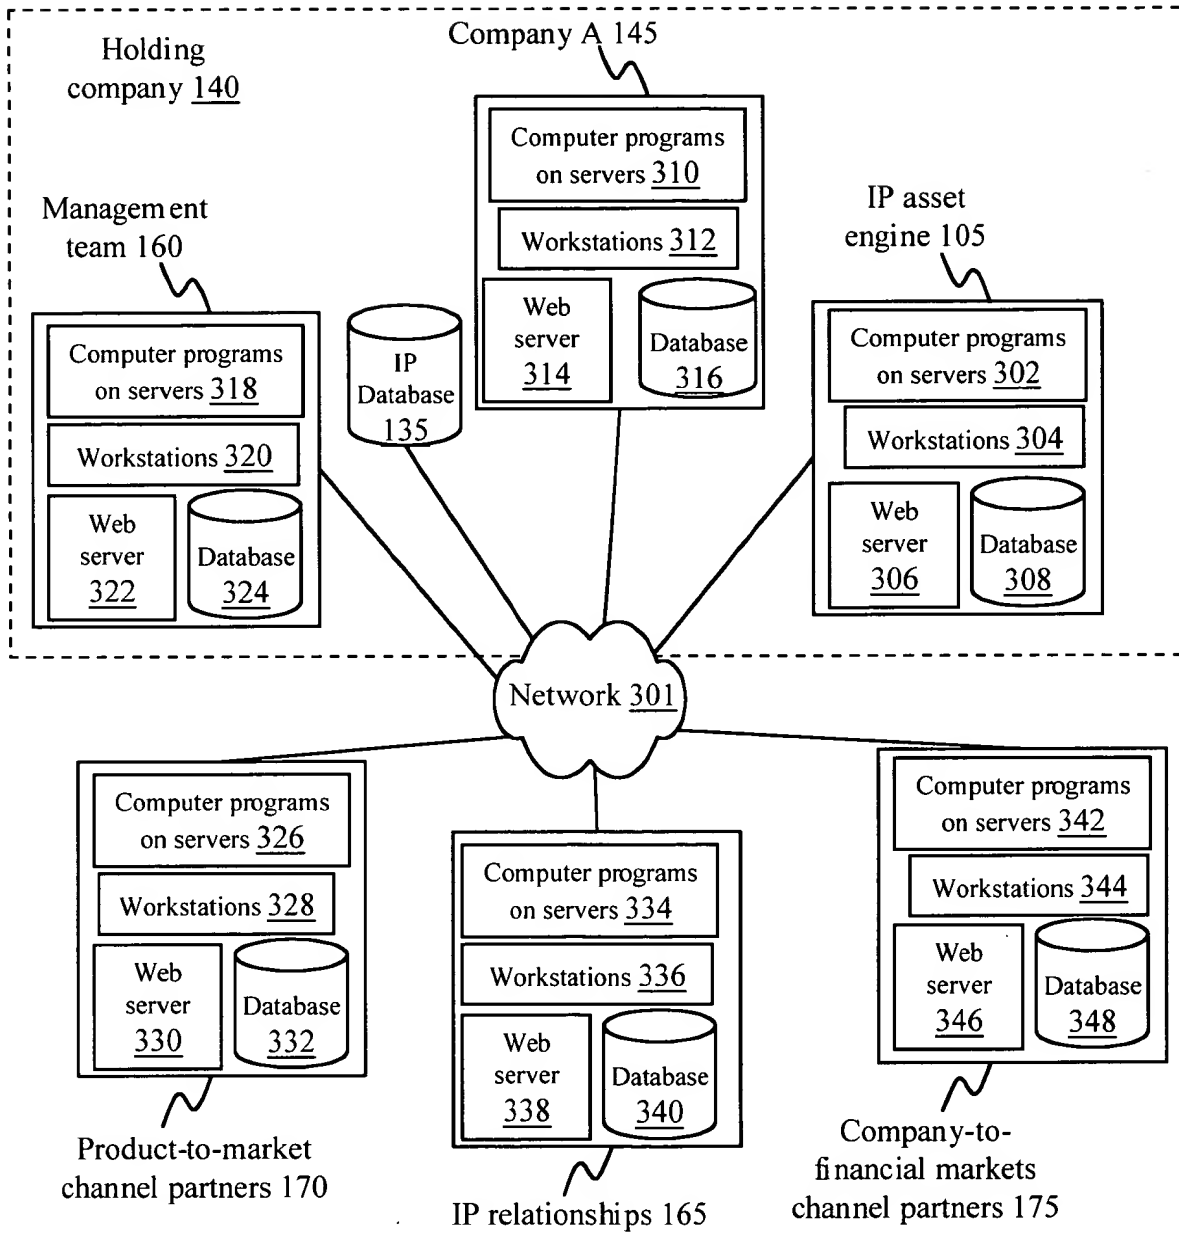 Holding
company 140
Company A 145
Computer programs
on servers 310
Workstations 312
Web
server
314
Database
316
Management
team 160
Computer programs
on servers 318
Workstations 320
Web
server
322
Database
324
IP
Database
135
IP asset
engine 105
Computer programs
on servers 302
Workstations 304
Web
server
306
Database
308
Network 301
Computer programs
on servers 326
Workstations 328
Web
server
330
Database
332
Product-to-market
channel partners 170
Computer programs
on servers 334
Workstations 336
Web
server
338
Database
340
IP relationships 165
Computer programs
on servers 342
Workstations 344
Web
server
346
Database
348
Company-to-
financial markets
channel partners 175